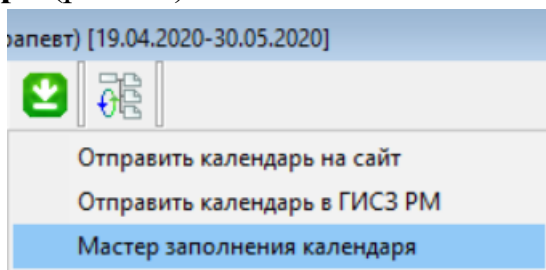 рапевт) [19.04.2020-30.05.2020]
Отправить календарь на сайт
Отправить календарь в ГИСЗ РМ
Мастер заполнения календаря